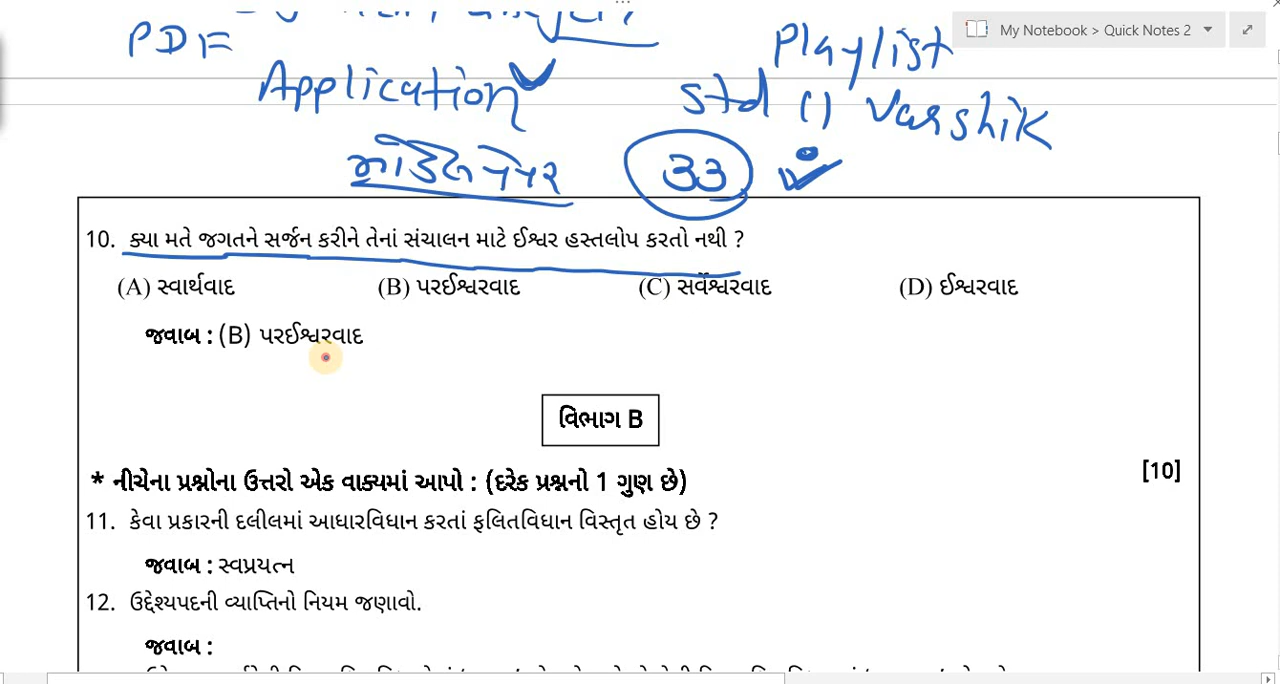 My Notebook > Quick Notes 2
PDF
Playlist
Application
Std 11 Varshik
મોડેલ પેપર 33
10. ક્યા મતે જગતને સર્જન કરીને તેનાં સંચાલન માટે ઈશ્વર હસ્તલોપ કરતો નથી ?
(A) સ્વાર્થવાદ (B) પરઈશ્વરવાદ (C) સર્વેશ્વરવાદ (D) ઈશ્વરવાદ
જવાબ : (B) પરઈશ્વરવાદ
વિભાગ B
* નીચેના પ્રશ્નોના ઉત્તરો એક વાક્યમાં આપો : (દરેક પ્રશ્નનો 1 ગુણ છે) [10]
11. કેવા પ્રકારની દલીલમાં આધારવિધાન કરતાં ફલિતવિધાન વિસ્તૃત હોય છે ?
જવાબ : સ્વપ્રયત્ન
12. ઉદ્દેશ્યપદની વ્યાપ્તિનો નિયમ જણાવો.
જવાબ :